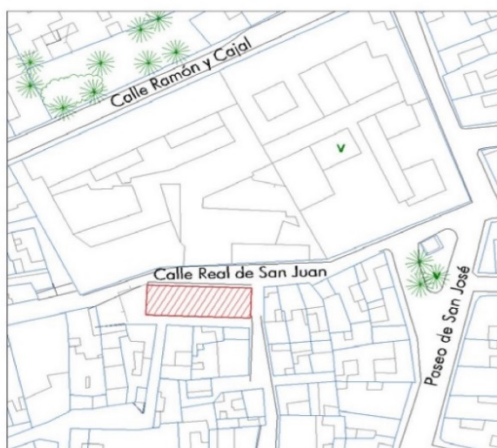 Calle Ramón y Cajal
Calle Real de San Juan
Paseo de San José